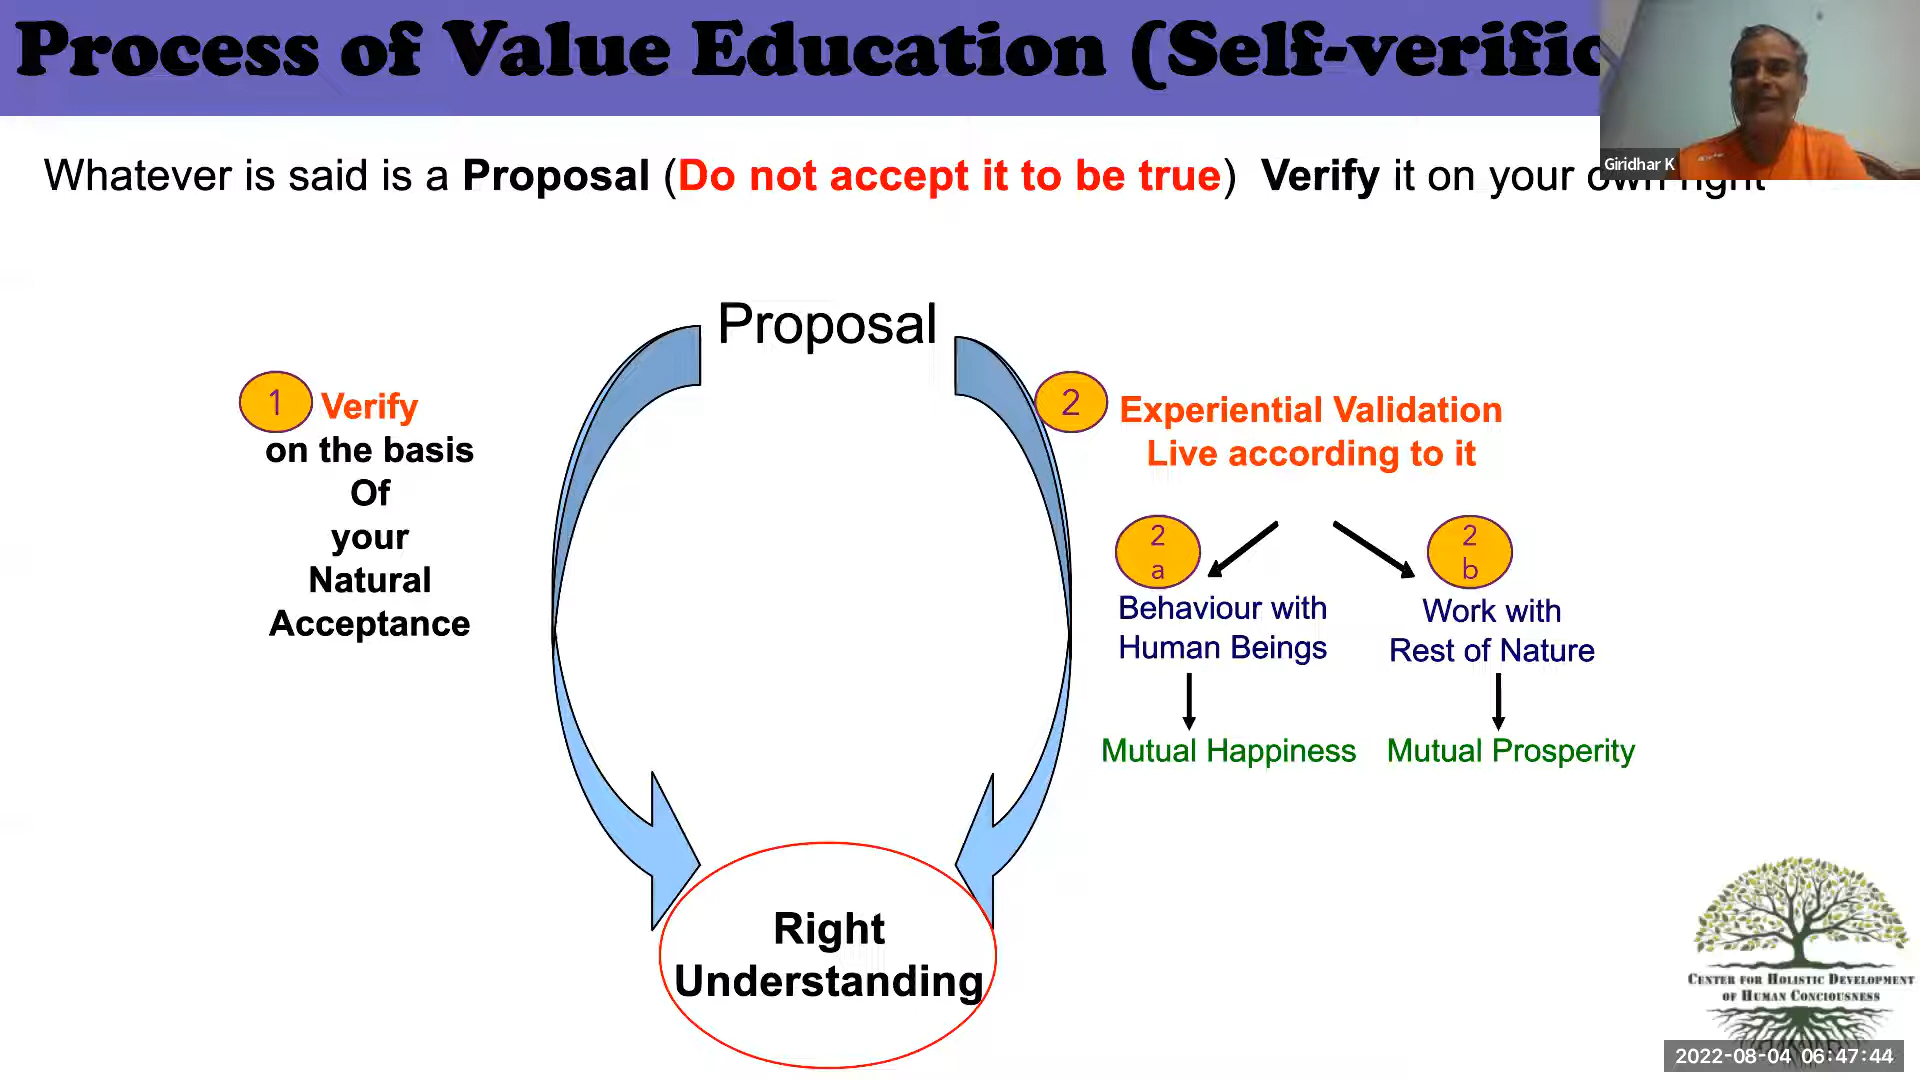 Process of Value Education (Self-verific
Giridhar K
Whatever is said is a Proposal (Do not accept it to be true) Verify it on your own right
Proposal
1 Verify
on the basis
Of
your
Natural
Acceptance
2 Experiential Validation
Live according to it
2
a
Behaviour with
Human Beings
Mutual Happiness
2
b
Work with
Rest of Nature
Mutual Prosperity
Right
Understanding
CENTER FOR HOLISTIC DEVELOPMENT
OF HUMAN CONCIOUSNESS
2022-08-04 06:47:44